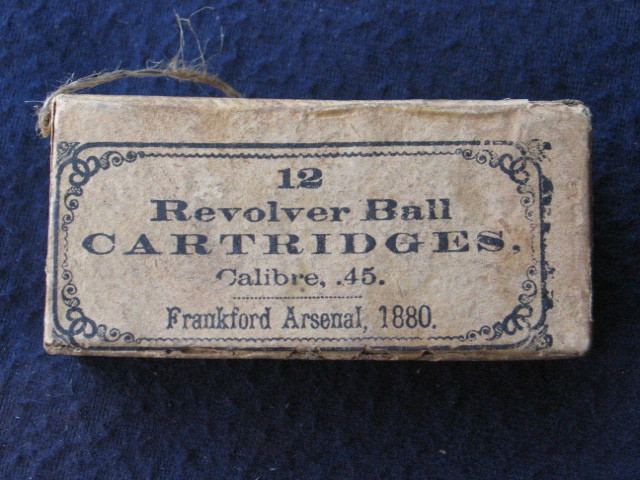 12
Revolver Ball
CARTRIDGES,
Calibre, .45.
Frankford Arsenal, 1880.